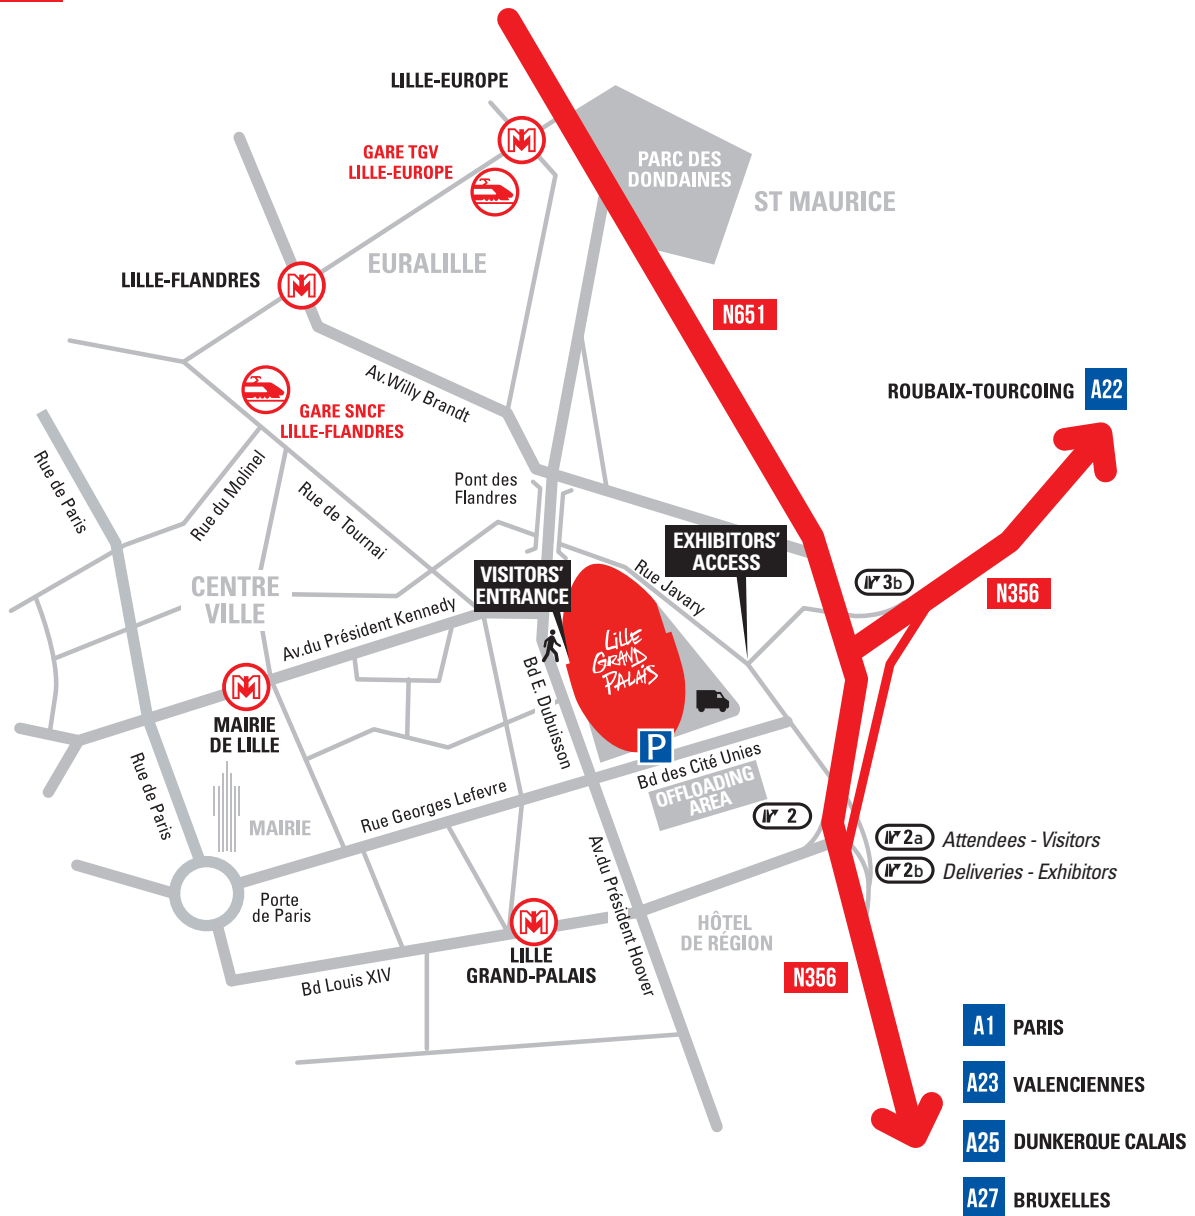 LILLE-EUROPE
GARE TGV
LILLE-EUROPE
PARC DES
DONDAINES
ST MAURICE
EURALILLE
LILLE-FLANDRES
N651
Av.Willy Brandt
ROUBAIX-TOURCOING A22
GARE SNCF
LILLE-FLANDRES
Rue de Paris
Rue du Molinel
Rue de Tournai
Pont des
Flandres
EXHIBITORS'
ACCESS
VISITORS'
ENTRANCE
Rue Javary
3b
N356
CENTRE
VILLE
Av.du Président Kennedy
LILLE
GRAND
PALAIS
Bd E. Dubuisson
MAIRIE
DE LILLE
P
Bd des Cité Unies
OFFLOADING
AREA
Rue de Paris
Rue Georges Lefevre
MAIRIE
2
2a Attendees - Visitors
2b Deliveries - Exhibitors
Av.du Président Hoover
Porte
de Paris
HÔTEL
DE RÉGION
LILLE
GRAND-PALAIS
Bd Louis XIV
N356
A1 PARIS
A23 VALENCIENNES
A25 DUNKERQUE CALAIS
A27 BRUXELLES